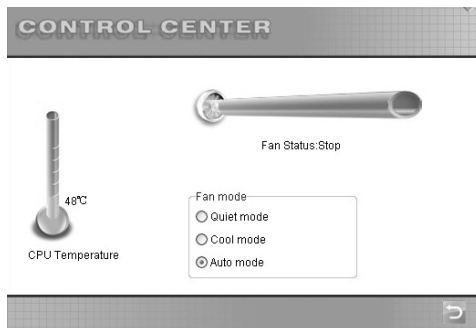 CONTROL CENTER
Fan Status:Stop
48℃
CPU Temperature
Fan mode
Quiet mode
Cool mode
Auto mode